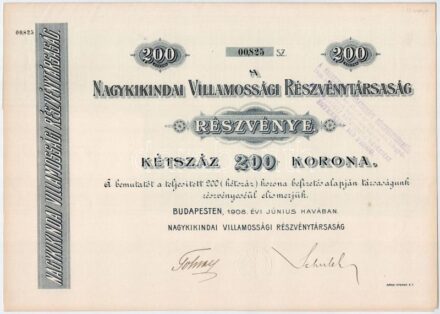 00825
200
00825 SZ.
200
A
NAGYKIKINDAI VILLAMOSSÁGI RÉSZVÉNYTÁRSASÁG
RÉSZVÉNYE
KÉTSZÁZ 200 KORONA.
A bemutatót a teljesített 200 (kétszáz) korona befizetés alapján társaságunk
részvényeséül elismerjük.
BUDAPESTEN, 1908. ÉVI JÚNIUS HAVÁBAN.
NAGYKIKINDAI VILLAMOSSÁGI RÉSZVÉNYTÁRSASÁG
NAGYKIKINDAI VILLAMOSSÁGI RÉSZVÉNYTÁRSASÁG